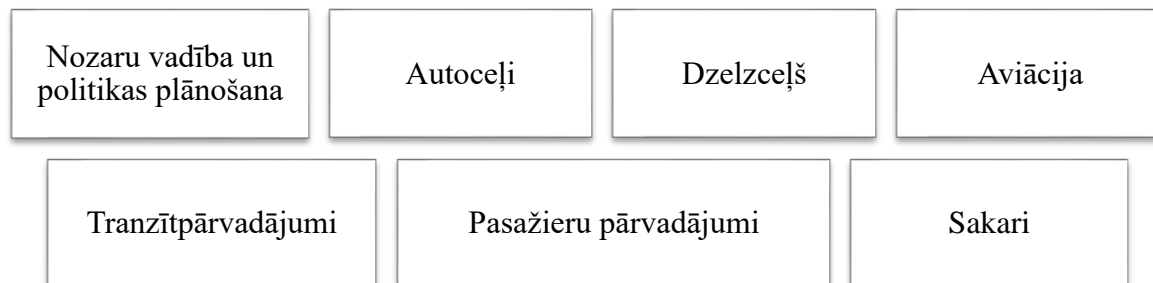 Nozaru vadība un
politikas plānošana
Autoceļi
Dzelzceļš
Aviācija
Tranzītpārvadājumi
Pasažieru pārvadājumi
Sakari